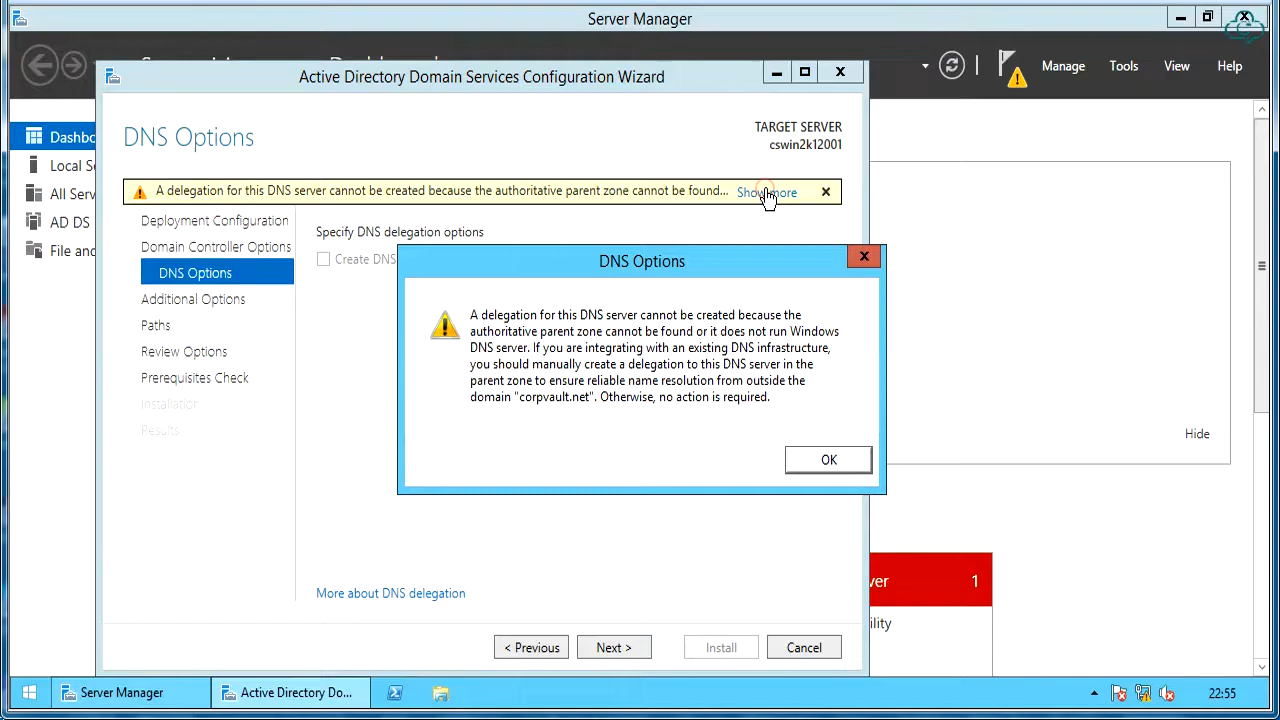 Server Manager
Manage
Tools
View
Help
Active Directory Domain Services Configuration Wizard
DNS Options
TARGET SERVER
cswin2k12001
A delegation for this DNS server cannot be created because the authoritative parent zone cannot be found...
Show more
Dashbo
Local Se
All Serv
AD DS
File and
Deployment Configuration
Domain Controller Options
DNS Options
Additional Options
Paths
Review Options
Prerequisites Check
Installation
Results
Specify DNS delegation options
Create DNS
DNS Options
A delegation for this DNS server cannot be created because the
authoritative parent zone cannot be found or it does not run Windows
DNS server. If you are integrating with an existing DNS infrastructure,
you should manually create a delegation to this DNS server in the
parent zone to ensure reliable name resolution from outside the
domain "corpvault.net". Otherwise, no action is required.
OK
Hide
More about DNS delegation
ver 1
ility
< Previous
Next >
Install
Cancel
Server Manager
Active Directory Do...
22:55